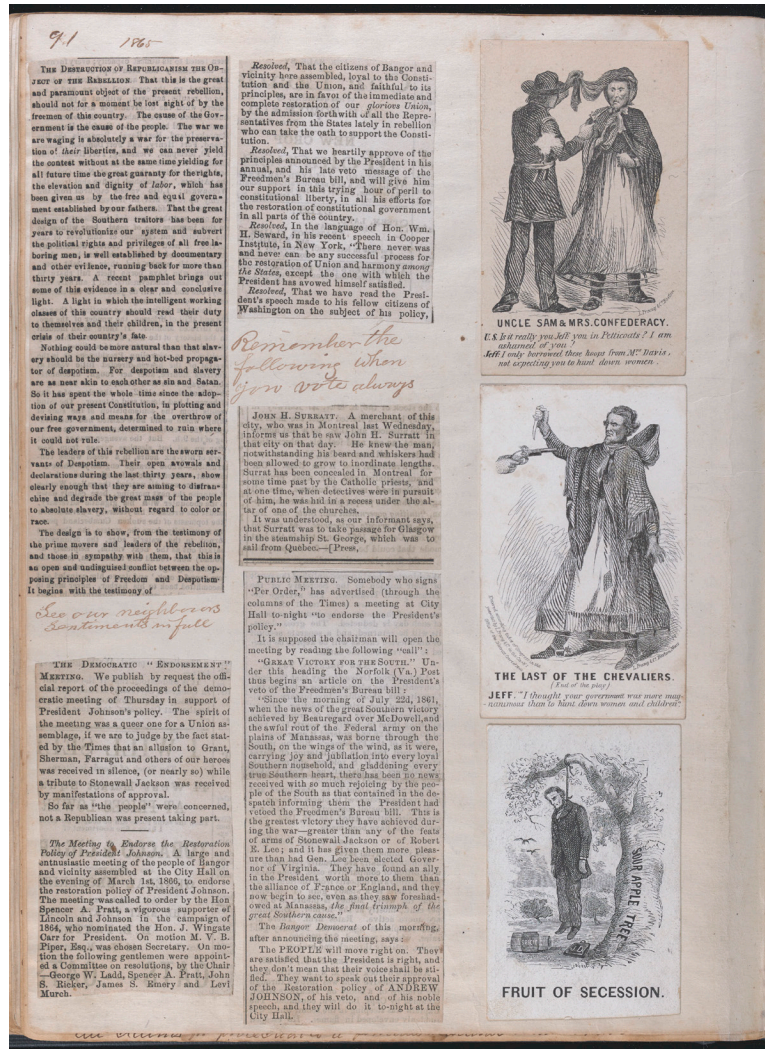 91 1865
THE DESTRUCTION OF REPUBLICANISM THE OB-
JECT OF THE REBELLION. That this is the great
and paramount object of the present rebellion,
should not for a moment be lost sight of by the
freemen of this country. The cause of the Gov-
ernment is the cause of the people. The war we
are waging is absolutely a war for the preserva-
tion of their liberties, and we can never yield
the contest without at the same time yielding for
all future time the great guaranty for the rights,
the elevation and dignity of labor, which has
been given us by the free and equal govern-
ment established by our fathers. That the great
design of the Southern traitors has been for
years to revolutionize our system and subvert
the political rights and privileges of all free la-
boring men, is well established by documentary
and other evidence, running back for more than
thirty years. A recent pamphlet brings out
some of this evidence in a clear and conclusive
light. A light in which the intelligent working
classes of this country should read their duty
to themselves and their children, in the present
crisis of their country's fate.
Nothing could be more natural than that slav-
ery should be the nursery and hot-bed propaga-
tor of despotism. For despotism and slavery
are as near akin to each other as sin and Satan.
So it has spent the whole time since the adop-
tion of our present Constitution, in plotting and
devising ways and means for the overthrow of
our free government, determined to ruin where
it could not rule.
The leaders of this rebellion are the sworn ser-
vants of Despotism. Their open avowals and
declarations during the last thirty years, show
clearly enough that they are aiming to disfran-
chise and degrade the great mass of the people
to absolute slavery, without regard to color or
race.
The design is to show, from the testimony of
the prime movers and leaders of the rebellion,
and those in sympathy with them, that this is
an open and undisguised conflict between the op-
posing principles of Freedom and Despotism.
It begins with the testimony of
See our neighbors
Sentiments in full
THE DEMOCRATIC "ENDORSEMENT"
MEETING. We publish by request the offi-
cial report of the proceedings of the demo-
cratic meeting of Thursday in support of
President Johnson's policy. The spirit of
the meeting was a queer one for a Union as-
semblage, if we are to judge by the fact stat-
ed by the Times that an allusion to Grant,
Sherman, Farragut and others of our heroes
was received in silence, (or nearly so) while
a tribute to Stonewall Jackson was received
by manifestations of approval.
So far as "the people" were concerned,
not a Republican was present taking part.
The Meeting to Endorse the Restoration
Policy of President Johnson. A large and
enthusiastic meeting of the people of Bangor
and vicinity assembled at the City Hall on
the evening of March 1st, 1866, to endorse
the restoration policy of President Johnson.
The meeting was called to order by the Hon
Spencer A. Pratt, a vigorous supporter of
Lincoln and Johnson in the campaign of
1864, who nominated the Hon. J. Wingate
Carr for President. On motion M. V. B.
Piper, Esq., was chosen Secretary. On mo-
tion the following gentlemen were appoint-
ed a Committee on resolutions, by the Chair
—George W. Ladd, Spencer A. Pratt, John
S. Ricker, James S. Emery and Levi
Murch.
Resolved, That the citizens of Bangor and
vicinity here assembled, loyal to the Consti-
tution and the Union, and faithful to its
principles, are in favor of the immediate and
complete restoration of our glorious Union,
by the admission forthwith of all the Repre-
sentatives from the States lately in rebellion
who can take the oath to support the Consti-
tution.
Resolved, That we heartily approve of the
principles announced by the President in his
annual, and his late veto message of the
Freedmen's Bureau bill, and will give him
our support in this trying hour of peril to
constitutional liberty, in all his efforts for
the restoration of constitutional government
in all parts of the country.
Resolved, In the language of Hon. Wm.
H. Seward, in his recent speech in Cooper
Institute, in New York, "There never was
and never can be any successful process for
the restoration of Union and harmony among
the States, except the one with which the
President has avowed himself satisfied.
Resolved, That we have read the Presi-
dent's speech made to his fellow citizens of
Washington on the subject of his policy,
Remember the
following when
you vote always
JOHN H. SURRATT. A merchant of this
city, who was in Montreal last Wednesday,
informs us that he saw John H. Surratt in
that city on that day. He knew the man,
notwithstanding his beard and whiskers had
been allowed to grow to inordinate lengths.
Surrat has been concealed in Montreal for
some time past by the Catholic priests, and
at one time, when detectives were in pursuit
of him, he was hid in a recess under the al-
tar of one of the churches.
It was understood, as our informant says,
that Surratt was to take passage for Glasgow
in the steamship St. George, which was to
sail from Quebec.—[Press,
PUBLIC MEETING. Somebody who signs
"Per Order," has advertised (through the
columns of the Times) a meeting at City
Hall to-night "to endorse the President's
policy."
It is supposed the chairman will open the
meeting by reading the following "call":
"GREAT VICTORY FOR THE SOUTH." Un-
der this heading the Norfolk (Va.) Post
thus begins an article on the President's
veto of the Freedmen's Bureau bill:
"Since the morning of July 22d, 1861,
when the news of the great Southern victory
achieved by Beauregard over McDowell, and
the awful rout of the Federal army on the
plains of Manassas, was borne through the
South, on the wings of the wind, as it were,
carrying joy and jubilation into every loyal
Southern household, and gladdening every
true Southern heart, there has been no news
received with so much rejoicing by the peo-
ple of the South as that contained in the de-
spatch informing them the President had
vetoed the Freedmen's Bureau bill. This is
the greatest victory they have achieved dur-
ing the war—greater than any of the feats
of arms of Stonewall Jackson or of Robert
E. Lee; and it has given them more pleas-
ure than had Gen. Lee been elected Gover-
nor of Virginia. They have found an ally
in the President worth more to them than
the alliance of France or England, and they
now begin to see, even as they saw foreshad-
owed at Manassas, the final triumph of the
great Southern cause."
The Bangor Democrat of this morning,
after announcing the meeting, says:
The PEOPLE will move right on. They
are satisfied that the President is right, and
they don't mean that their voice shall be sti-
fled. They want to speak out their approval
of the Restoration policy of ANDREW
JOHNSON, of his veto, and of his noble
speech, and they will do it to-night at the
City Hall.
UNCLE SAM & MRS. CONFEDERACY.
U.S. Is it really you Jeff you in Petticoats? I am
ashamed of you?
Jeff: I only borrowed these hoops from Mrs. Davis,
not expecting you to hunt down women.
THE LAST OF THE CHEVALIERS.
(End of the play)
JEFF. "I thought your government was more mag-
nanimous than to hunt down women and children."
SOUR APPLE TREE
FRUIT OF SECESSION.